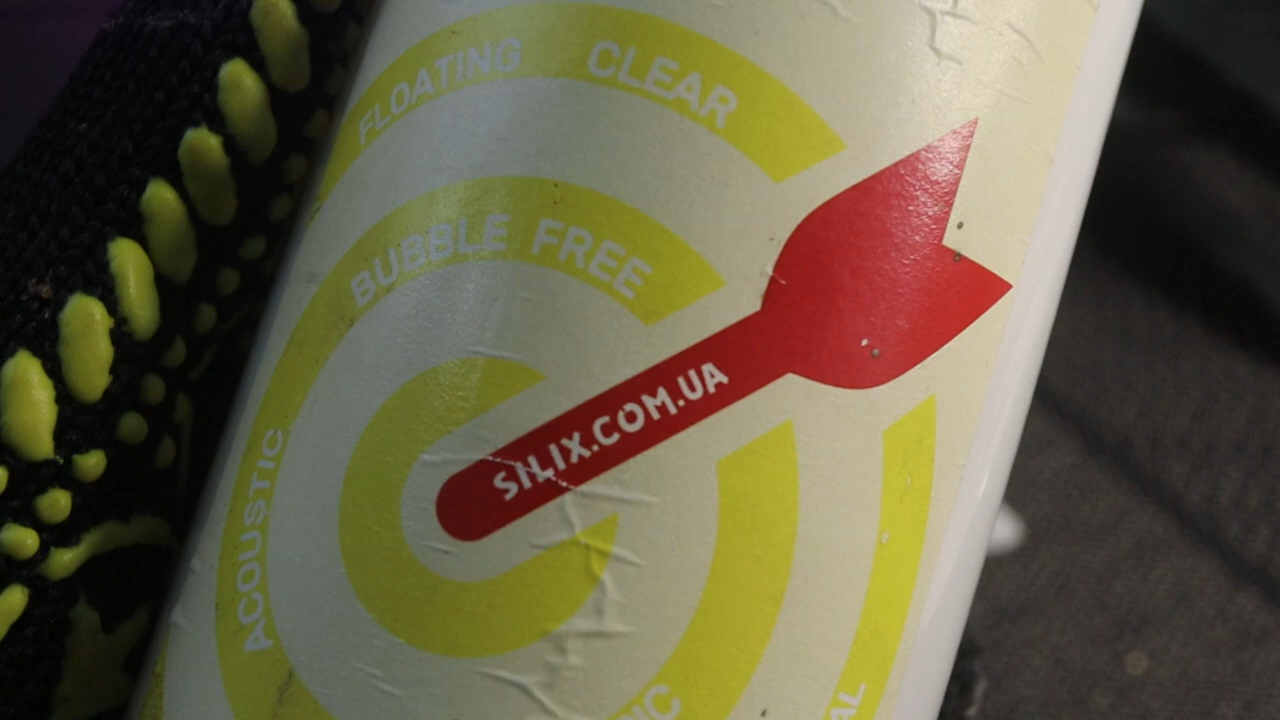 FLOATING CLEAR
BUBBLE FREE
SILIX.COM.UA
ACOUSTIC